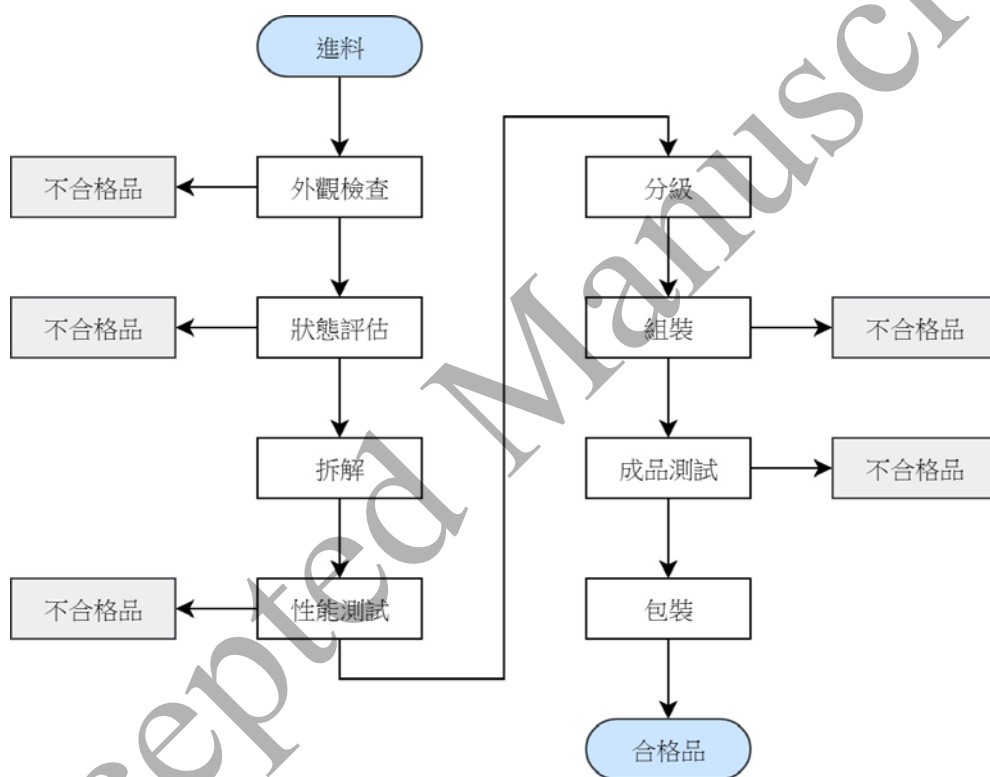 進料
不合格品
外觀檢查
不合格品
狀態評估
拆解
不合格品
性能測試
分級
組裝
不合格品
成品測試
不合格品
包裝
合格品
cepted Manuscr